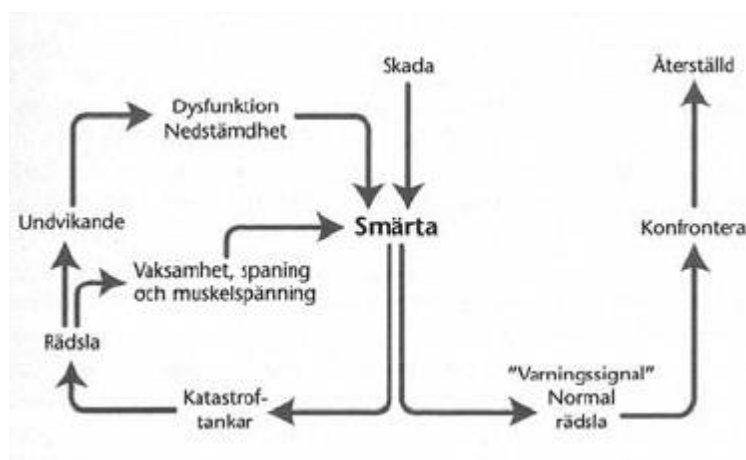 Skada
Återställd
Dysfunktion
Nedstämdhet
Undvikande
Smärta
Konfrontera
Vaksamhet, spaning
och muskelspänning
Rädsla
"Varningssignal"
Normal
rädsla
Katastrof-
tankar